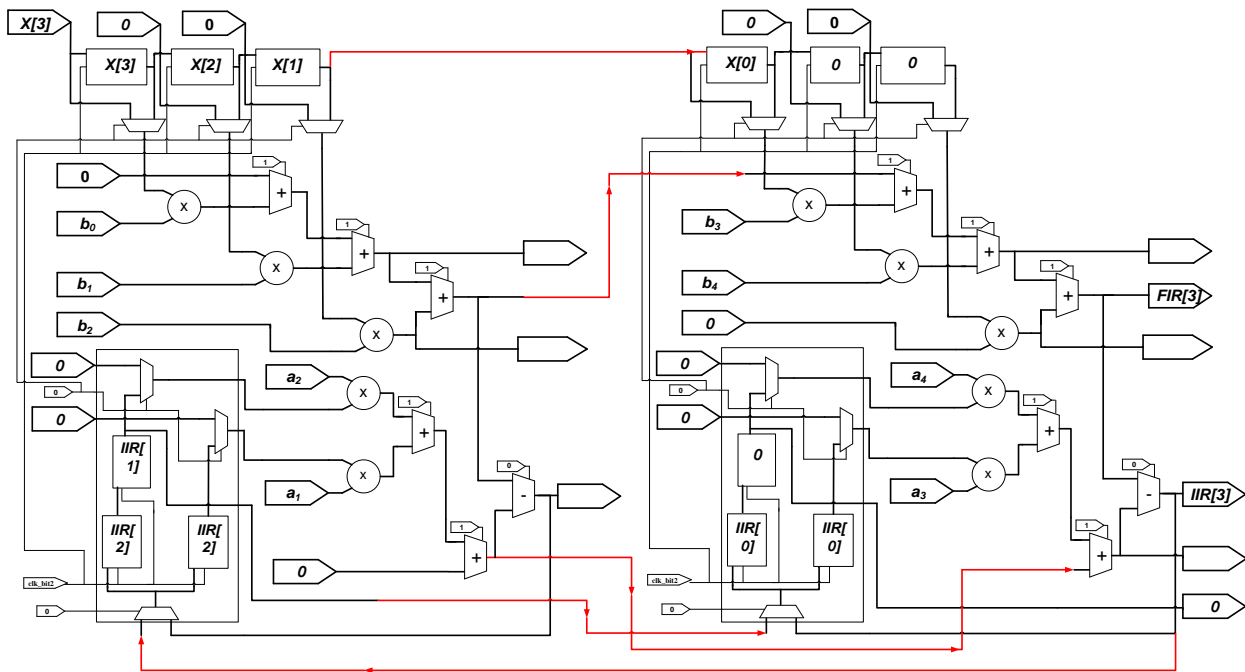 X[3] 0 0 0 0
X[3] X[2] X[1] X[0] 0 0
1 1
0 + +
x 1 x 1
b₀ b₃
+ +
x 1 x 1
b₁ b₄
+ + FIR[3]
b₂ x 0 x
0 a₂ 0 a₄
x 1 x 1
0 0
0 + 0 +
IIR[1] 0
x 0 x 0
a₁ - a₃ - IIR[3]
IIR[2] IIR[2] IIR[0] IIR[0]
1 1
+ +
clk_bit2 0 clk_bit2
0 0 0